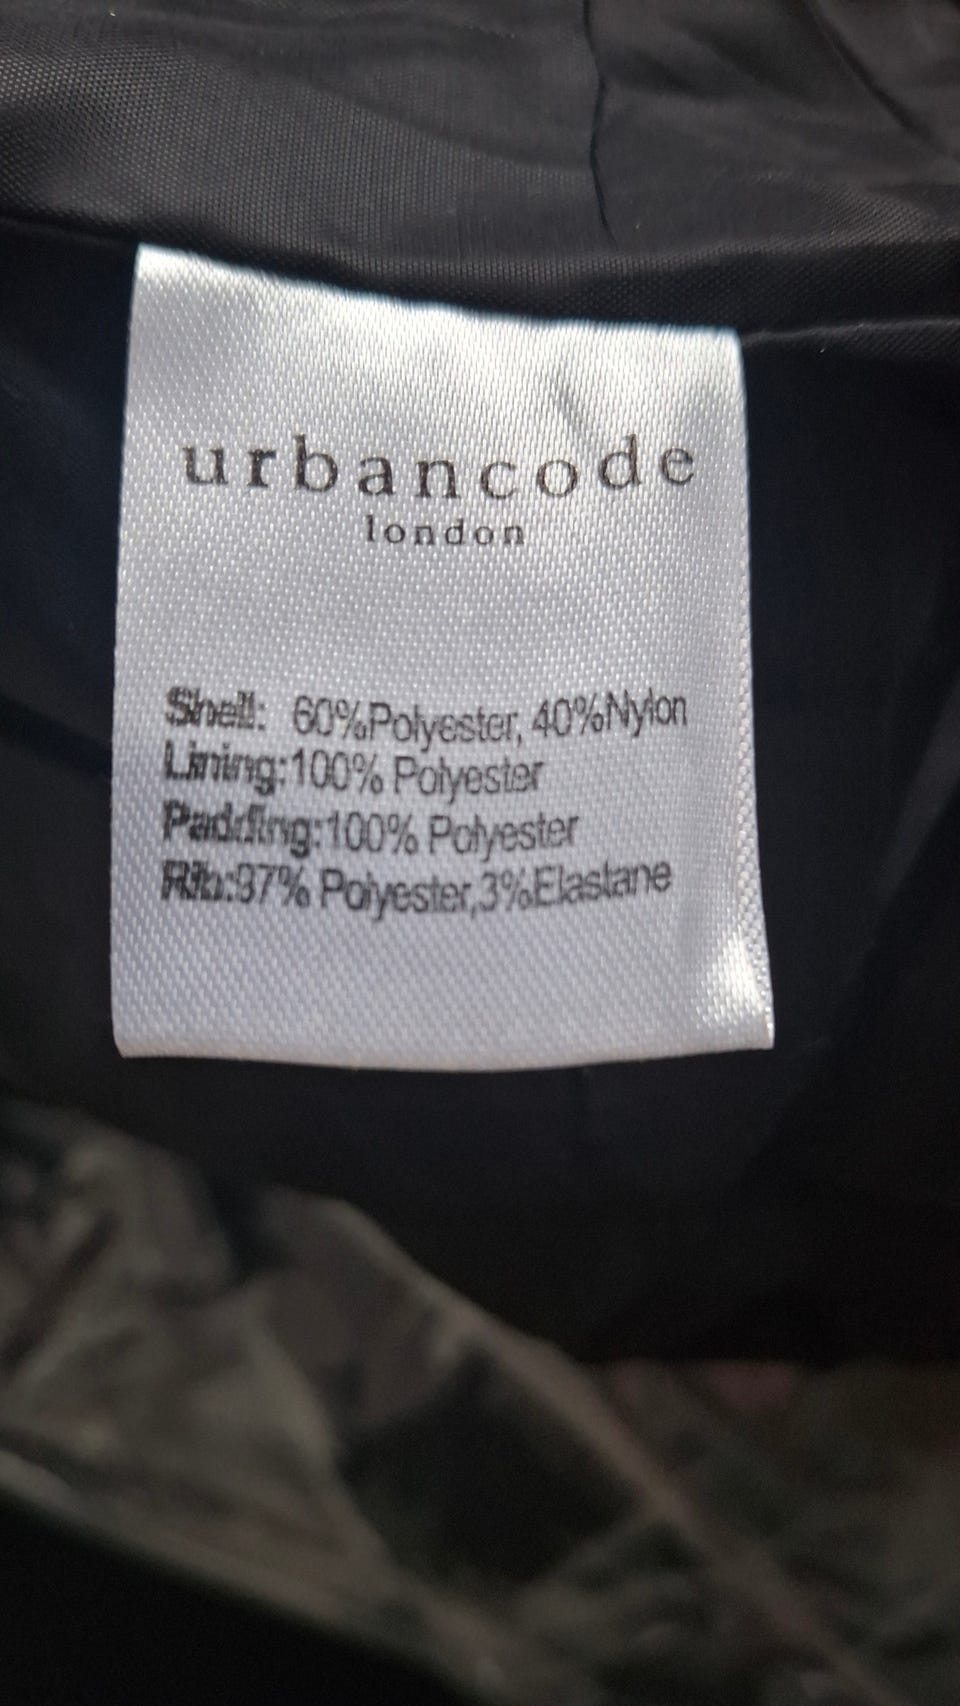 urbancode
london
Shell: 60%Polyester, 40%Nylon
Lining:100% Polyester
Padding:100% Polyester
Rib:97% Polyester,3%Elastane